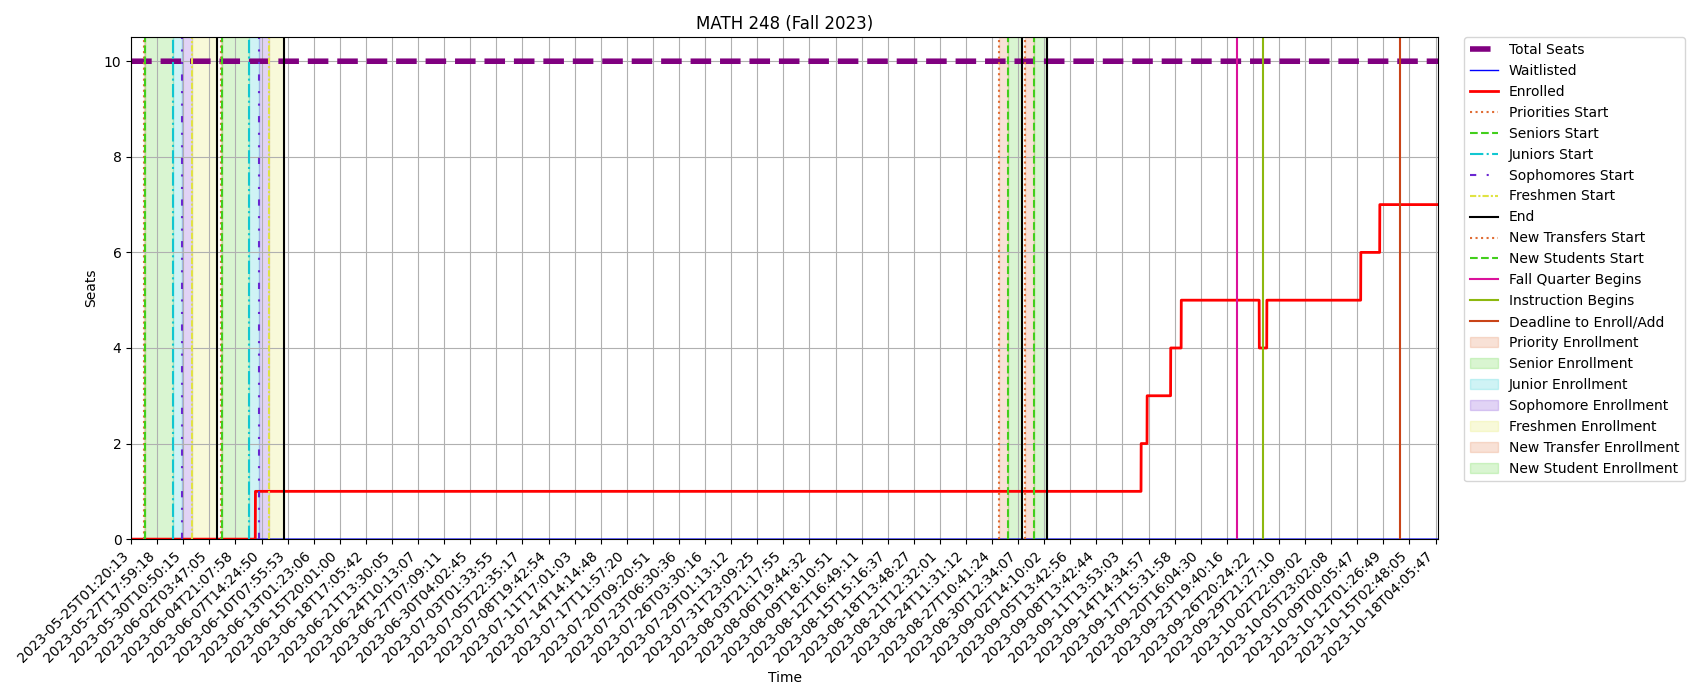 MATH 248 (Fall 2023)
10
8
6
4
2
0
Seats
2023-05-25T01:20:13
2023-05-27T17:59:18
2023-05-30T10:50:15
2023-06-02T03:47:05
2023-06-04T21:07:58
2023-06-07T14:24:50
2023-06-10T07:55:53
2023-06-13T01:23:06
2023-06-15T20:01:00
2023-06-18T17:05:42
2023-06-21T13:30:05
2023-06-24T10:13:07
2023-06-27T07:09:11
2023-06-30T04:02:45
2023-07-03T01:33:55
2023-07-05T22:35:17
2023-07-08T19:42:54
2023-07-11T17:01:03
2023-07-14T14:14:48
2023-07-17T11:57:20
2023-07-20T09:20:51
2023-07-23T06:30:36
2023-07-26T03:30:16
2023-07-29T01:13:12
2023-07-31T23:09:25
2023-08-03T21:17:55
2023-08-06T19:44:32
2023-08-09T18:10:51
2023-08-12T16:49:11
2023-08-15T15:16:37
2023-08-18T13:48:27
2023-08-21T12:32:01
2023-08-24T11:31:12
2023-08-27T10:41:24
2023-08-30T12:34:07
2023-09-02T14:10:02
2023-09-05T13:42:56
2023-09-08T13:42:44
2023-09-11T13:53:03
2023-09-14T14:34:57
2023-09-17T15:31:58
2023-09-20T16:04:30
2023-09-23T19:40:16
2023-09-26T20:24:22
2023-09-29T21:27:10
2023-10-02T22:09:02
2023-10-05T23:02:08
2023-10-09T00:05:47
2023-10-12T01:26:49
2023-10-15T02:48:05
2023-10-18T04:05:47
Time
Total Seats
Waitlisted
Enrolled
Priorities Start
Seniors Start
Juniors Start
Sophomores Start
Freshmen Start
End
New Transfers Start
New Students Start
Fall Quarter Begins
Instruction Begins
Deadline to Enroll/Add
Priority Enrollment
Senior Enrollment
Junior Enrollment
Sophomore Enrollment
Freshmen Enrollment
New Transfer Enrollment
New Student Enrollment